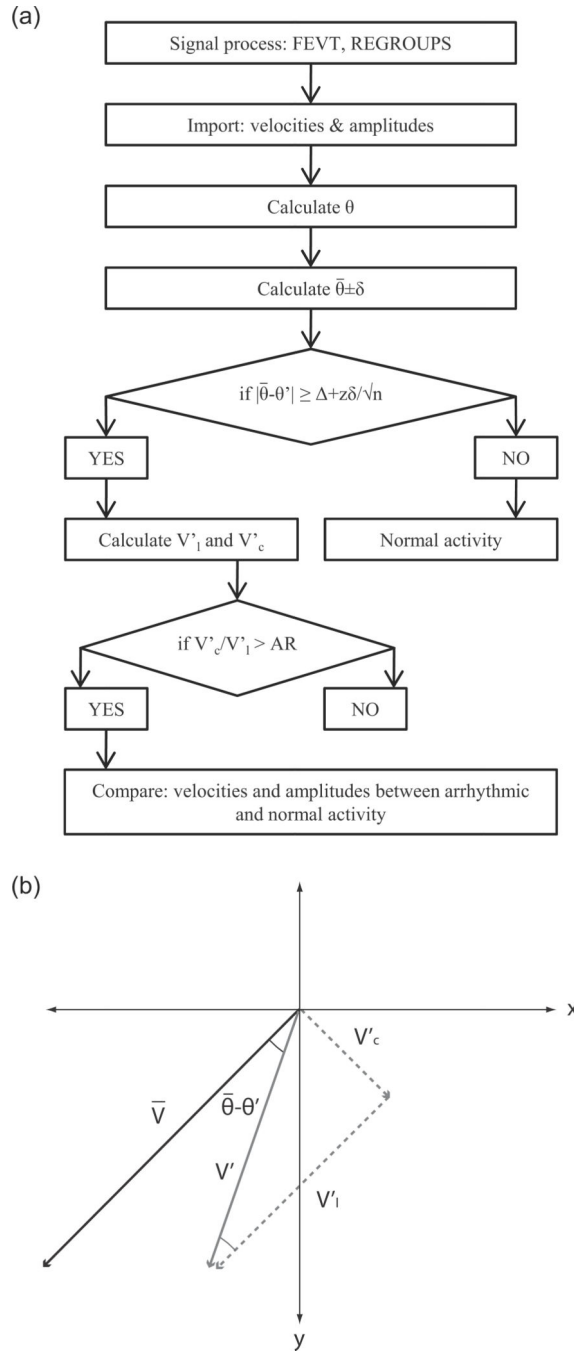 (a)
Signal process: FEVT, REGROUPS
Import: velocities & amplitudes
Calculate θ
Calculate θ̄±δ
if |θ̄-θ’| ≥ Δ+zδ/√n
YES
NO
Calculate V’l and V’c
Normal activity
if V’c/V’l > AR
YES
NO
Compare: velocities and amplitudes between arrhythmic
and normal activity
(b)
x
V’c
V̄
θ̄-θ’
V’
V’l
y